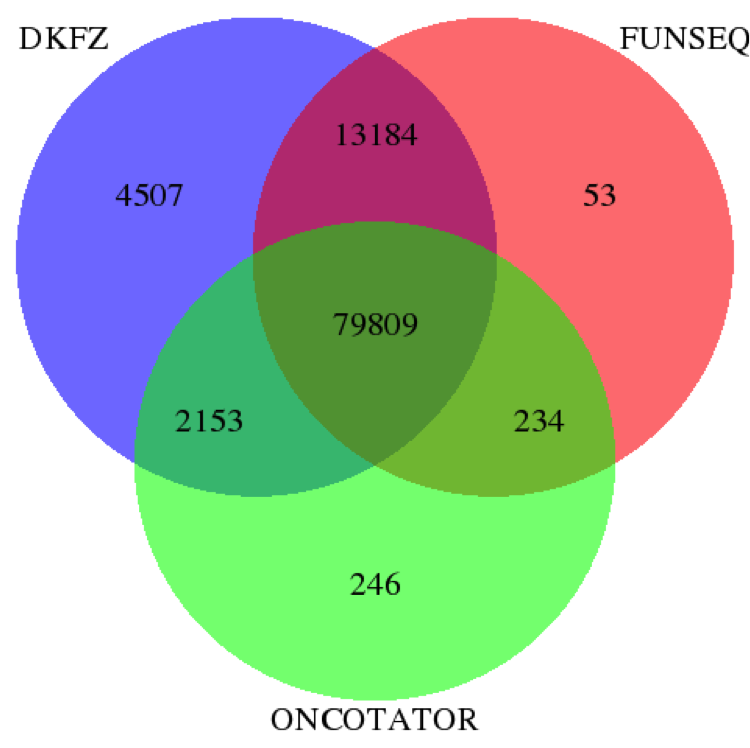 DKFZ
FUNSEQ
13184
4507
53
79809
2153
234
246
ONCOTATOR